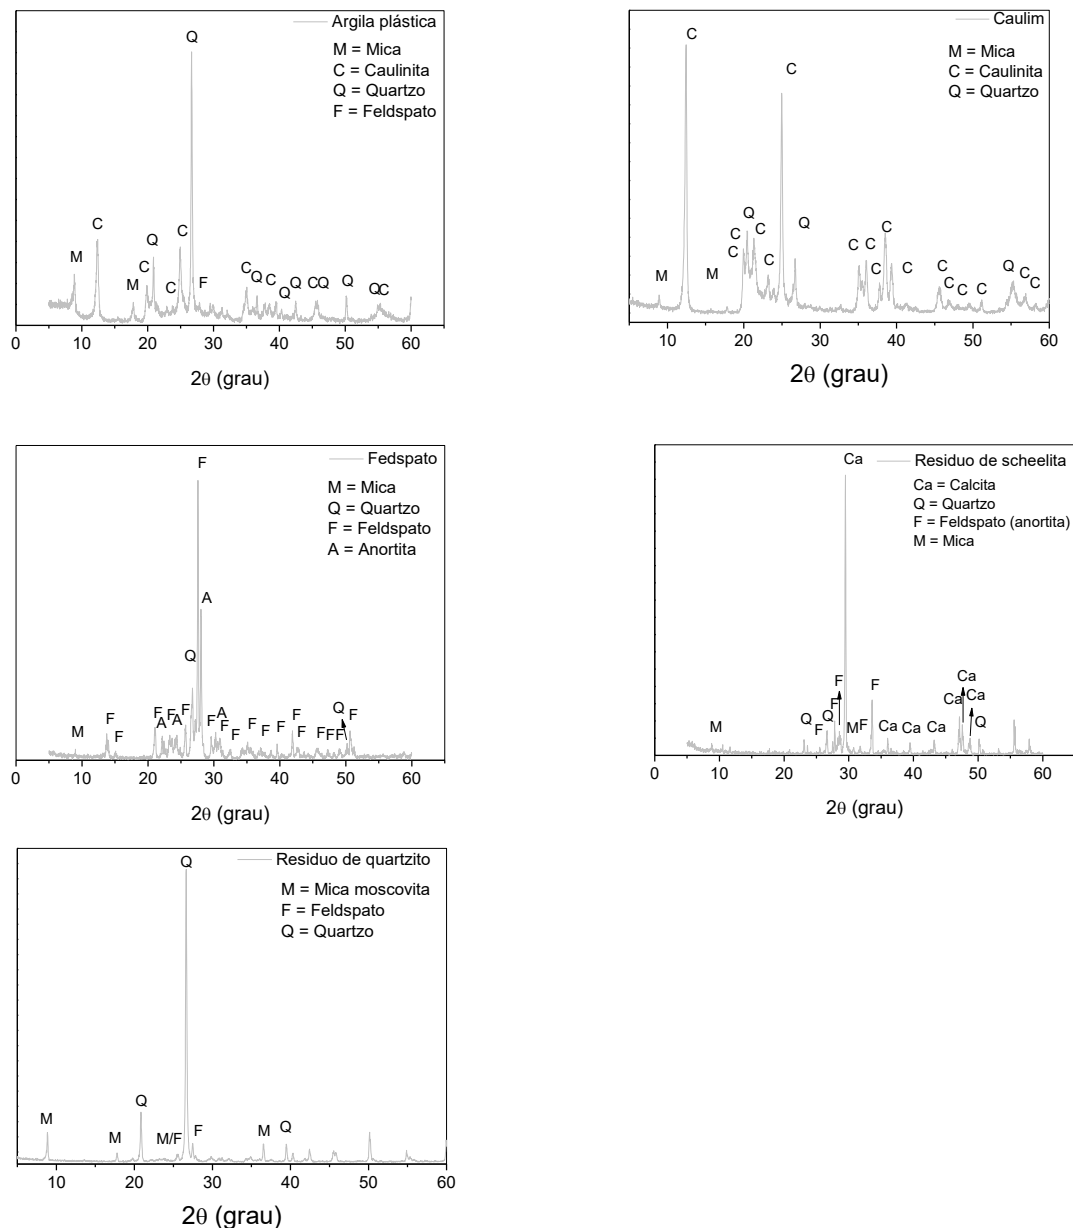 Argila plástica
M = Mica
C = Caulinita
Q = Quartzo
F = Feldspato
Q
C
M
Q
C
C
M
C
F
C
Q
C
Q
Q
C
Q
Q
Q
C
0 10 20 30 40 50 60
2θ (grau)
Caulim
M = Mica
C = Caulinita
Q = Quartzo
C
C
Q
C
C
C
C
Q
M
M
C
C
C
C
C
C
C
C
C
Q
C
C
10 20 30 40 50 60
2θ (grau)
Fedspato
M = Mica
Q = Quartzo
F = Feldspato
A = Anortita
F
A
Q
M
F
F
F
A
F
A
F
F
A
F
F
F
F
F
F
F
F
F
F
Q
F
0 10 20 30 40 50 60
2θ (grau)
Residuo de scheelita
Ca = Calcita
Q = Quartzo
F = Feldspato (anortita)
M = Mica
Ca
M
Q
F
Q
F
F
M
F
F
Ca
Ca
Ca
Ca
Ca
Ca
Q
0 10 20 30 40 50 60
2θ (grau)
Residuo de quartzito
M = Mica moscovita
F = Feldspato
Q = Quartzo
Q
M
M
Q
M/F
F
M
Q
10 20 30 40 50 60
2θ (grau)